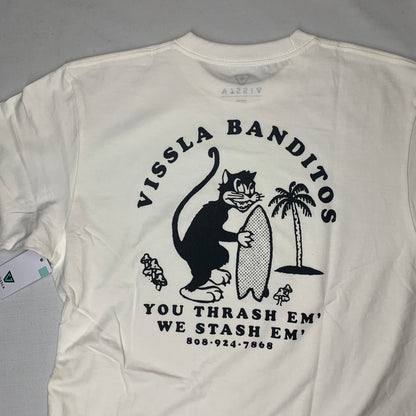 VISSLA BANDITOS
YOU THRASH EM'
WE STASH EM'
808-924-7868